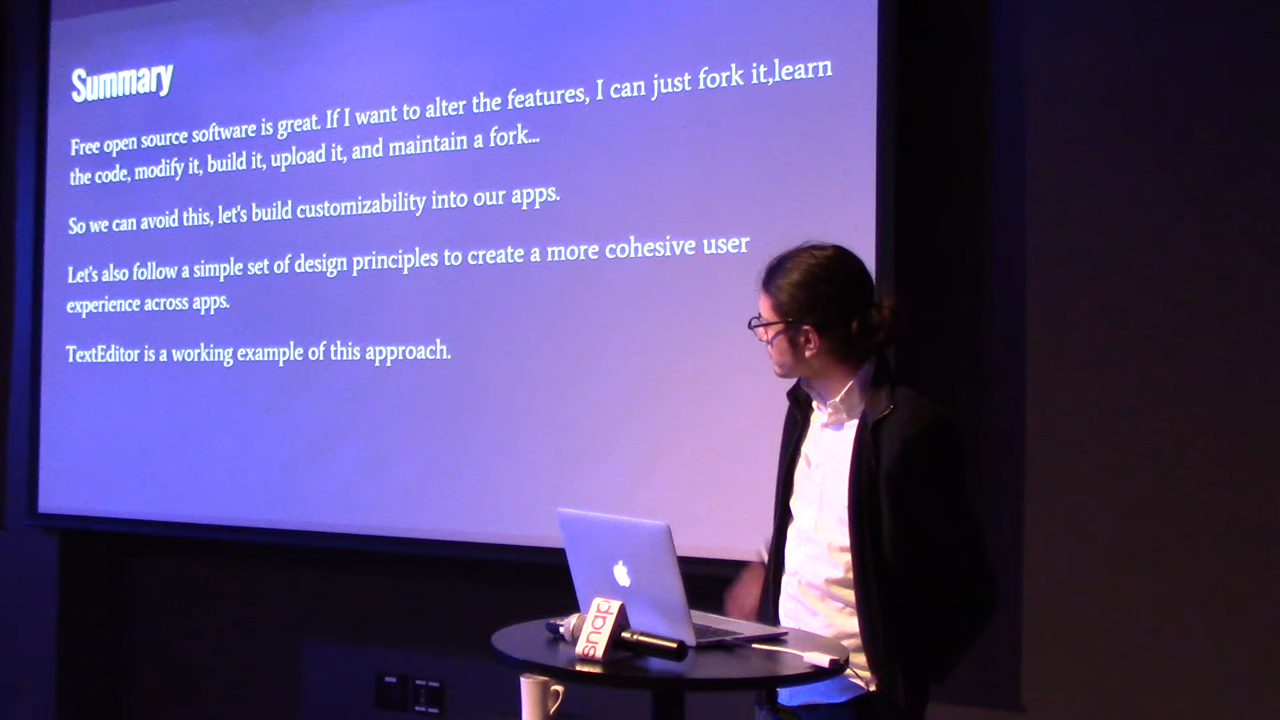 Summary
Free open source software is great. If I want to alter the features, I can just fork it,learn
the code, modify it, build it, upload it, and maintain a fork...
So we can avoid this, let's build customizability into our apps.
Let's also follow a simple set of design principles to create a more cohesive user
experience across apps.
TextEditor is a working example of this approach.
snap